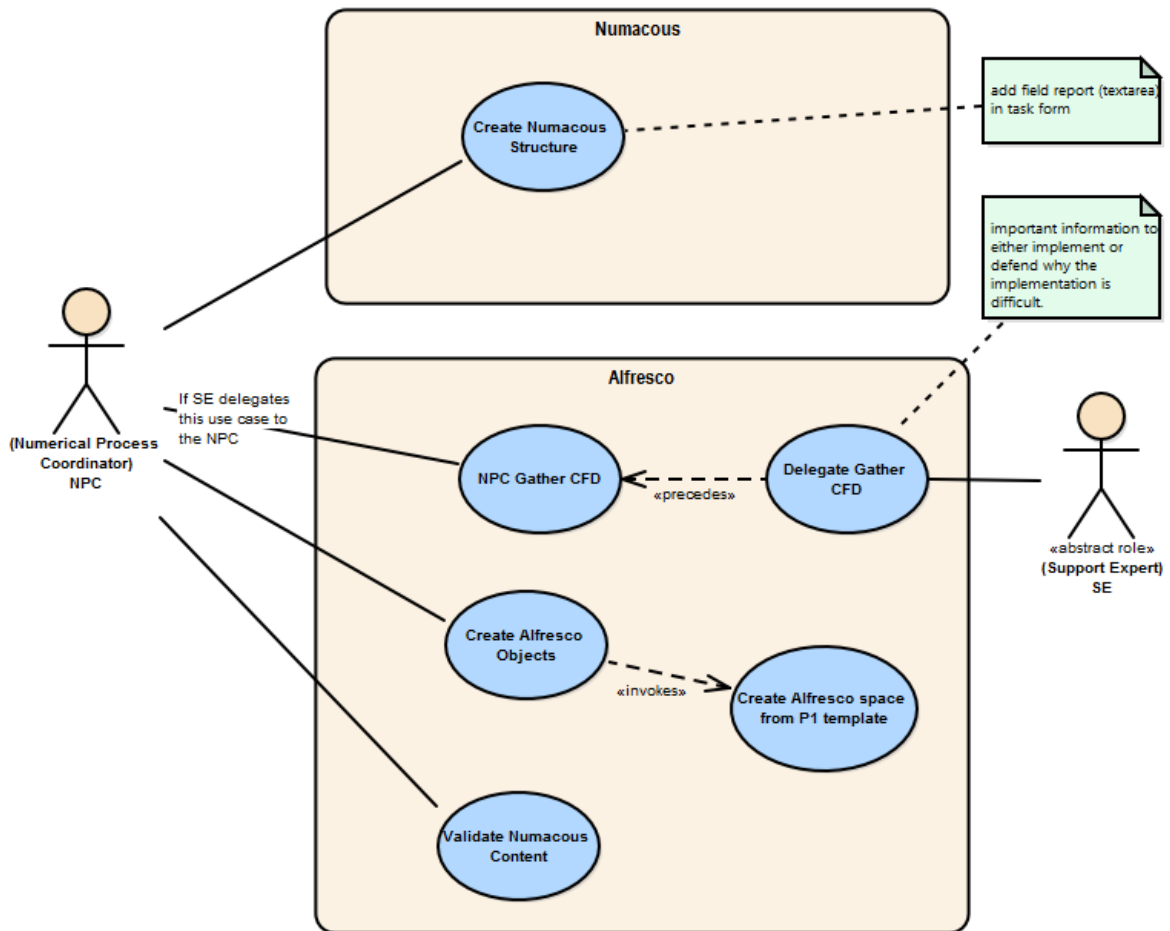 Numacous
Create Numacous
Structure
add field report (textarea)
in task form
important information to
either implement or
defend why the
implementation is
difficult.
(Numerical Process
Coordinator)
NPC
If SE delegates
this use case to
the NPC
Alfresco
NPC Gather CFD
«precedes»
Delegate Gather
CFD
«abstract role»
(Support Expert)
SE
Create Alfresco
Objects
«invokes»
Create Alfresco space
from P1 template
Validate Numacous
Content